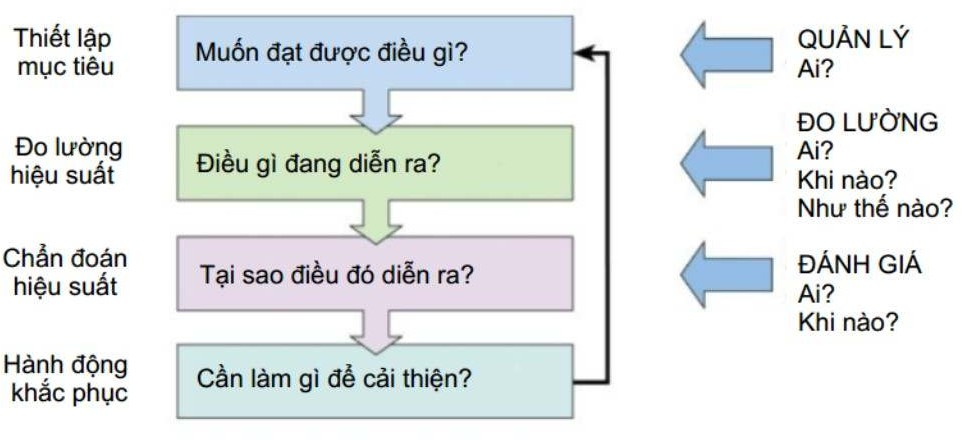 Thiết lập
mục tiêu
Muốn đạt được điều gì?
QUẢN LÝ
Ai?
Đo lường
hiệu suất
Điều gì đang diễn ra?
ĐO LƯỜNG
Ai?
Khi nào?
Như thế nào?
Chẩn đoán
hiệu suất
Tại sao điều đó diễn ra?
ĐÁNH GIÁ
Ai?
Khi nào?
Hành động
khắc phục
Cần làm gì để cải thiện?